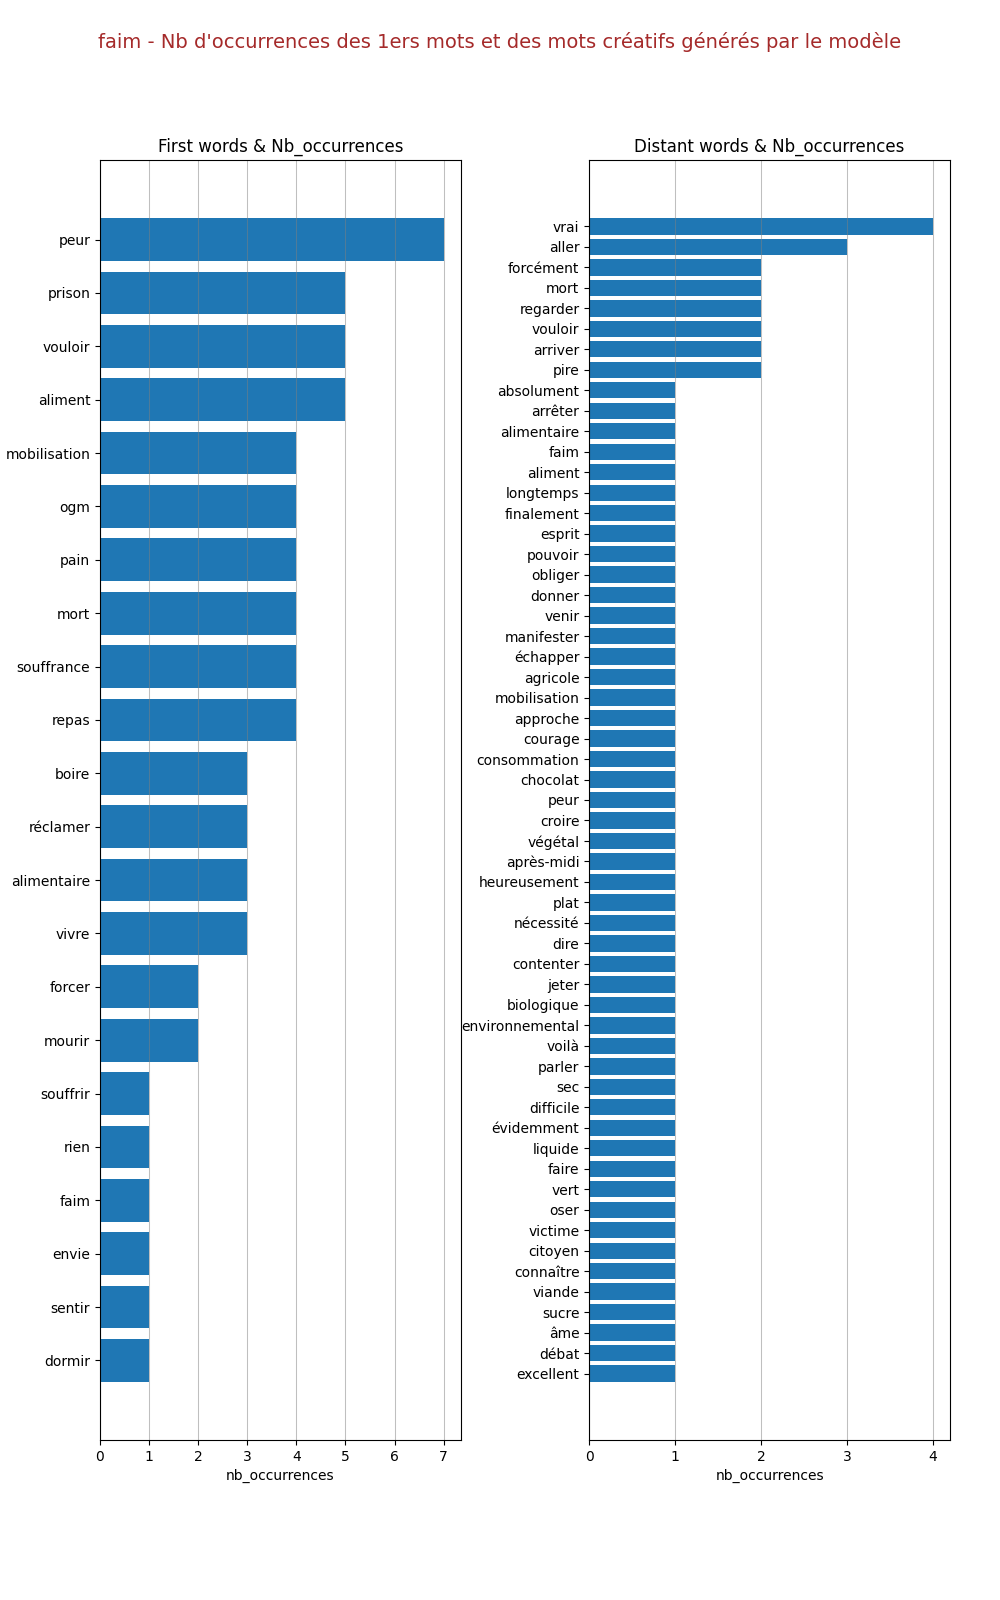 faim - Nb d'occurrences des 1ers mots et des mots créatifs générés par le modèle
First words & Nb_occurrences
peur
prison
vouloir
aliment
mobilisation
ogm
pain
mort
souffrance
repas
boire
réclamer
alimentaire
vivre
forcer
mourir
souffrir
rien
faim
envie
sentir
dormir
0 1 2 3 4 5 6 7
nb_occurrences
Distant words & Nb_occurrences
vrai
aller
forcément
mort
regarder
vouloir
arriver
pire
absolument
arrêter
alimentaire
faim
aliment
longtemps
finalement
esprit
pouvoir
obliger
donner
venir
manifester
échapper
agricole
mobilisation
approche
courage
consommation
chocolat
peur
croire
végétal
après-midi
heureusement
plat
nécessité
dire
contenter
jeter
biologique
environnemental
voilà
parler
sec
difficile
évidemment
liquide
faire
vert
oser
victime
citoyen
connaître
viande
sucre
âme
débat
excellent
0 1 2 3 4
nb_occurrences